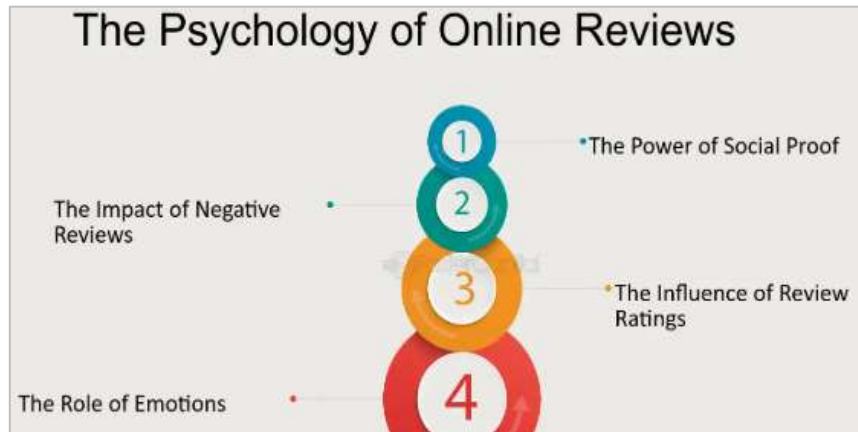 The Psychology of Online Reviews
1
The Power of Social Proof
2
The Impact of Negative
Reviews
3
The Influence of Review
Ratings
4
The Role of Emotions